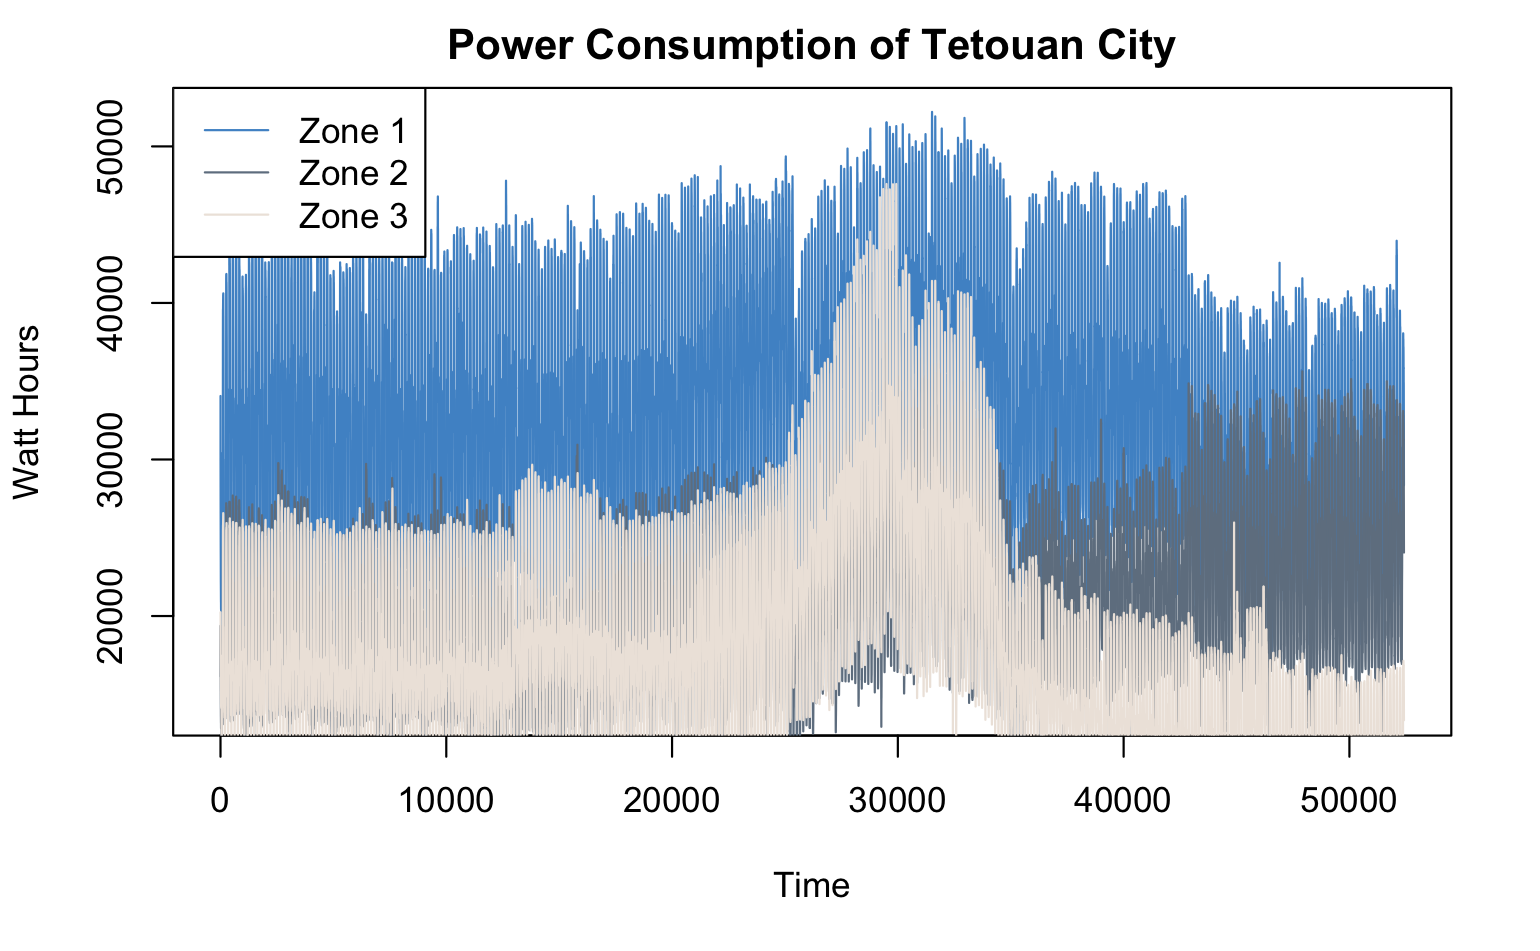 Power Consumption of Tetouan City
Zone 1
Zone 2
Zone 3
Watt Hours
50000
40000
30000
20000
0 10000 20000 30000 40000 50000
Time